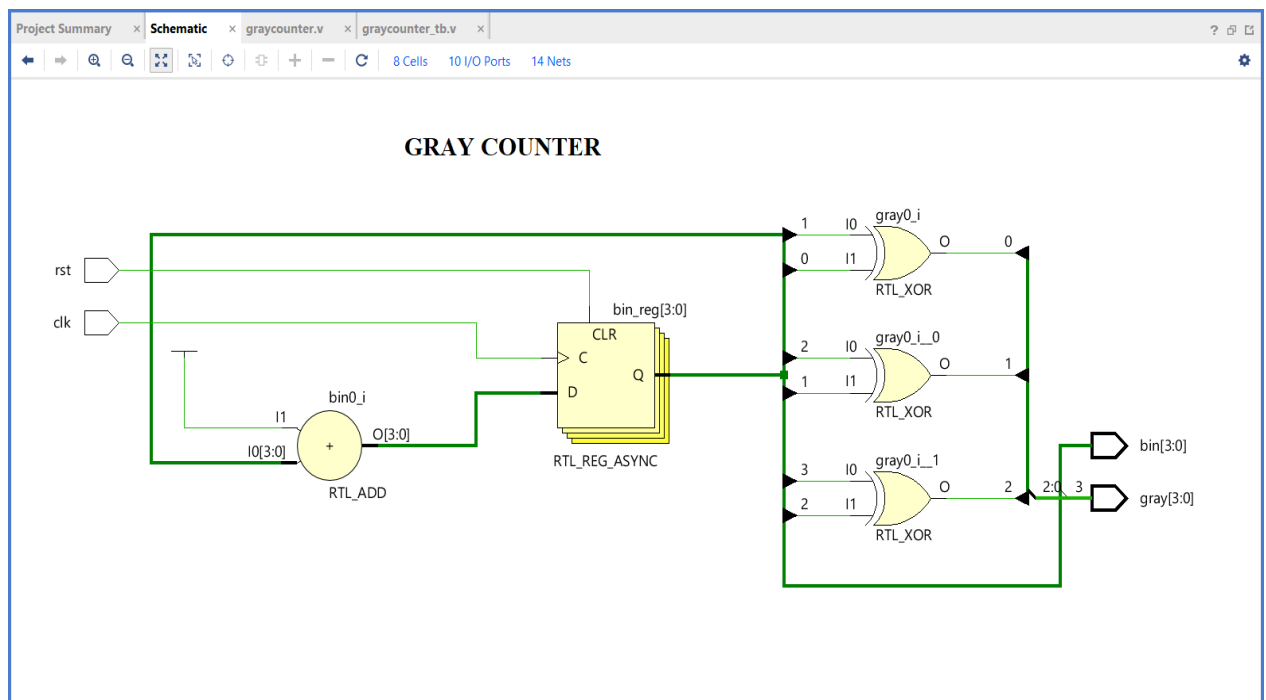 Project Summary × Schematic × graycounter.v × graycounter_tb.v × ?
8 Cells 10 I/O Ports 14 Nets
GRAY COUNTER
rst
clk
I1
I0[3:0]
bin0_i
+
O[3:0]
RTL_ADD
bin_reg[3:0]
CLR
C
D
Q
RTL_REG_ASYNC
gray0_i
1 I0 O 0
0 I1
RTL_XOR
gray0_i__0
2 I0 O 1
1 I1
RTL_XOR
gray0_i__1
3 I0 O 2 2:0 3
2 I1
RTL_XOR
bin[3:0]
gray[3:0]